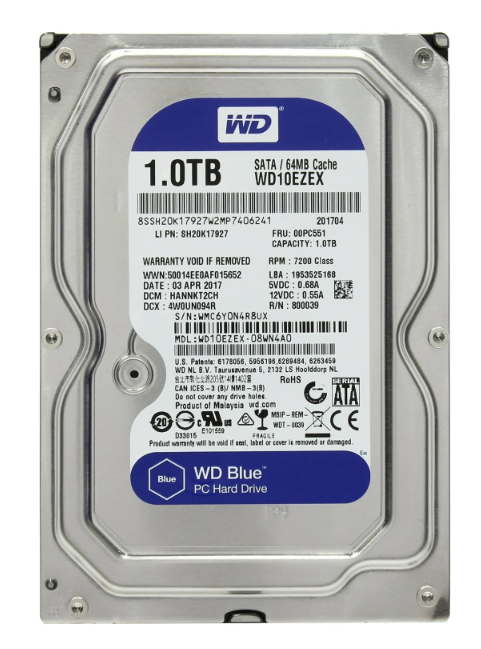 WD®
1.0TB
SATA / 64MB Cache
WD10EZEX
8SSH20K17927W2MP7406241 201704
LI PN: SH20K17927 FRU: 00PC551
CAPACITY: 1.0TB
WARRANTY VOID IF REMOVED RPM : 7200 Class
WWN:50014EE0AF015652 LBA : 1953525168
DATE : 03 APR 2017 5VDC : 0.68A
DCM : HANNKT2CH 12VDC : 0.55A
DCX : 4W0UN094R R/N : 800039
S/N:WMC6Y0N4R8UX
MDL:WD10EZEX-08WN4A0
U.S. Patents: 6178056, 5956196,6289484, 6263459
WD NL B.V. Taurusavenue 5, 2132 LS Hoofddorp NL
CAN ICES-3 (B)/ NMB-3(B) RoHS
Do not cover any drive holes.
Product of Malaysia wd.com
SERIAL
ATA
20 c US MSIP - REM -
D33015 E101559 FRAGILE WDT - 0039 CE
Product warranty will be void if seal, label or cover is removed or damaged.
Blue
WD Blue™
PC Hard Drive